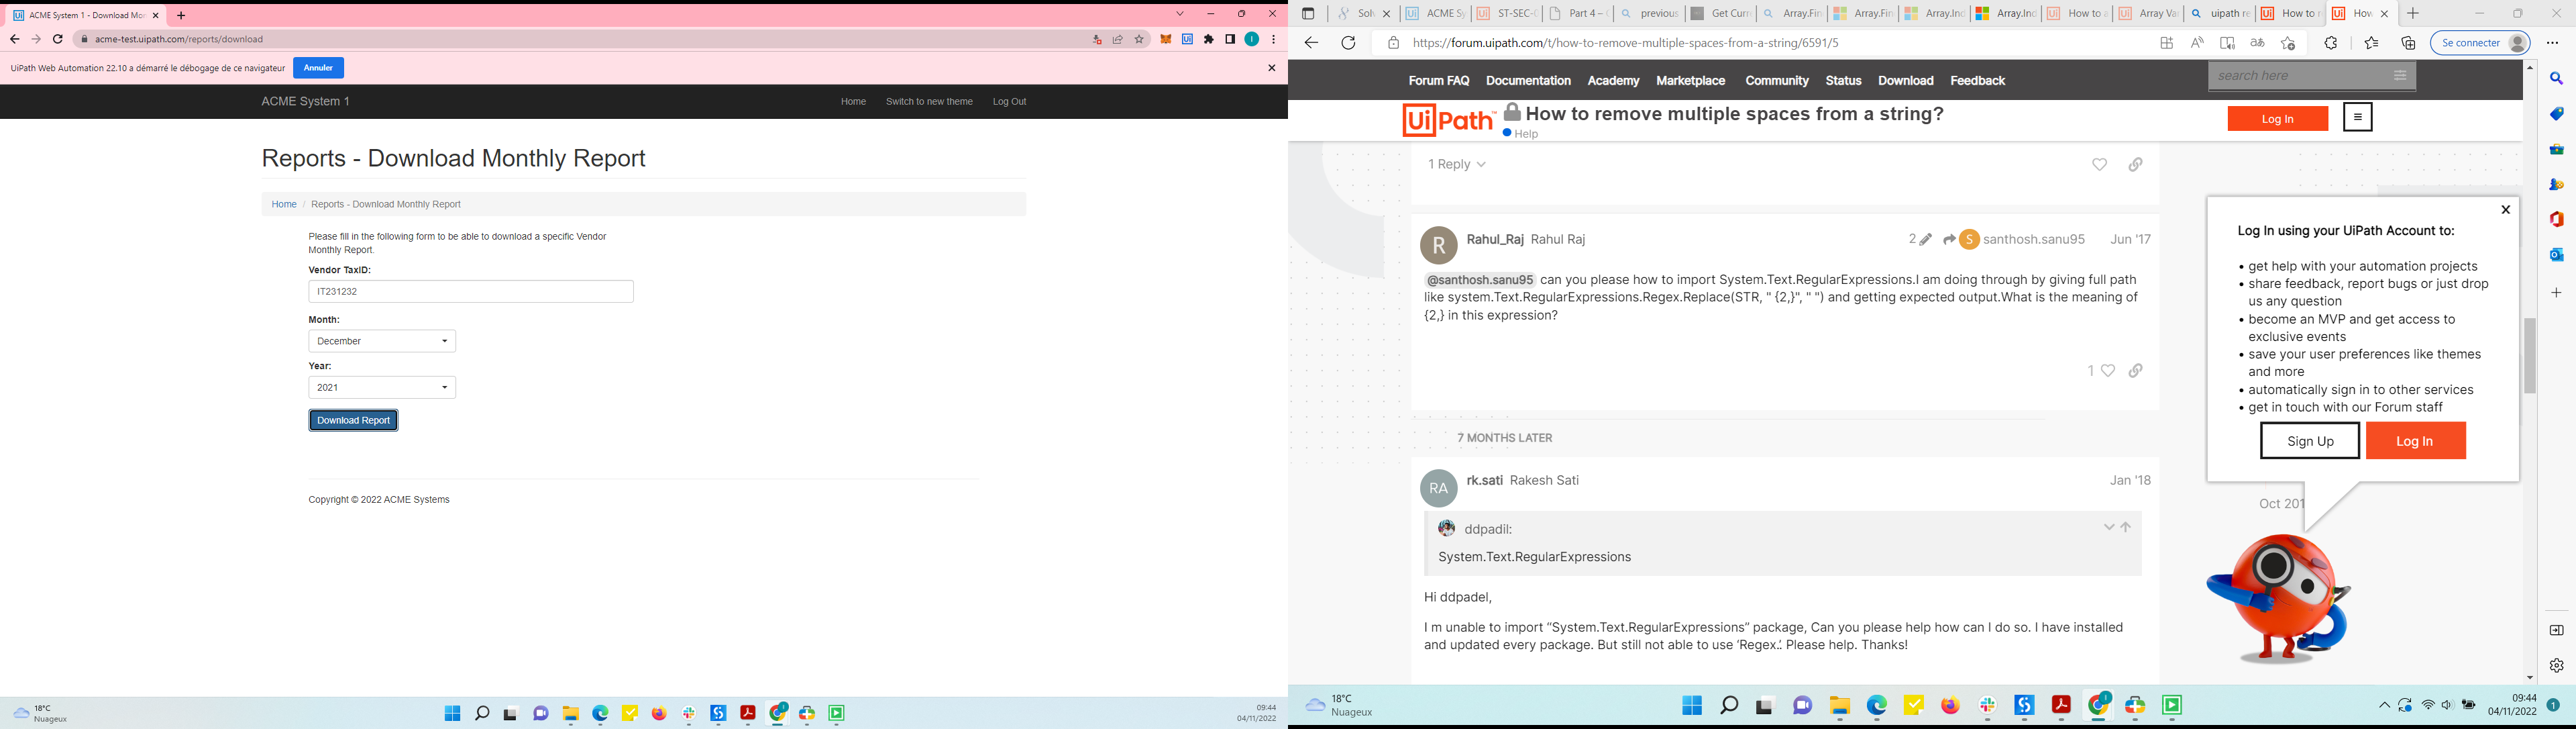 ACME System 1 - Download Mon
acme-test.uipath.com/reports/download
UiPath Web Automation 22.10 a démarré le débogage de ce navigateur
Annuler
ACME System 1
Home
Switch to new theme
Log Out
Reports - Download Monthly Report
Home / Reports - Download Monthly Report
Please fill in the following form to be able to download a specific Vendor
Monthly Report.
Vendor TaxID:
IT231232
Month:
December
Year:
2021
Download Report
Copyright © 2022 ACME Systems
18°C
Nuageux
09:44
04/11/2022
Solv
ACME Sy
ST-SEC-0
Part 4 –
previous
Get Curr
Array.Fin
Array.Fin
Array.Ind
Array.Ind
How to a
Array Var
uipath re
How to r
How
https://forum.uipath.com/t/how-to-remove-multiple-spaces-from-a-string/6591/5
Se connecter
Forum FAQ
Documentation
Academy
Marketplace
Community
Status
Download
Feedback
search here
Ui Path
How to remove multiple spaces from a string?
Help
Log In
1 Reply
R
Rahul_Raj Rahul Raj
2
S
santhosh.sanu95
Jun '17
@santhosh.sanu95 can you please how to import System.Text.RegularExpressions.I am doing through by giving full path
like system.Text.RegularExpressions.Regex.Replace(STR, " {2,}", " ") and getting expected output.What is the meaning of
{2,} in this expression?
1
7 MONTHS LATER
RA
rk.sati Rakesh Sati
Jan '18
ddpadil:
System.Text.RegularExpressions
Hi ddpadel,
I m unable to import “System.Text.RegularExpressions” package, Can you please help how can I do so. I have installed
and updated every package. But still not able to use ‘Regex.’. Please help. Thanks!
Log In using your UiPath Account to:
• get help with your automation projects
• share feedback, report bugs or just drop
us any question
• become an MVP and get access to
exclusive events
• save your user preferences like themes
and more
• automatically sign in to other services
• get in touch with our Forum staff
Sign Up
Log In
Oct 201
18°C
Nuageux
09:44
04/11/2022
1